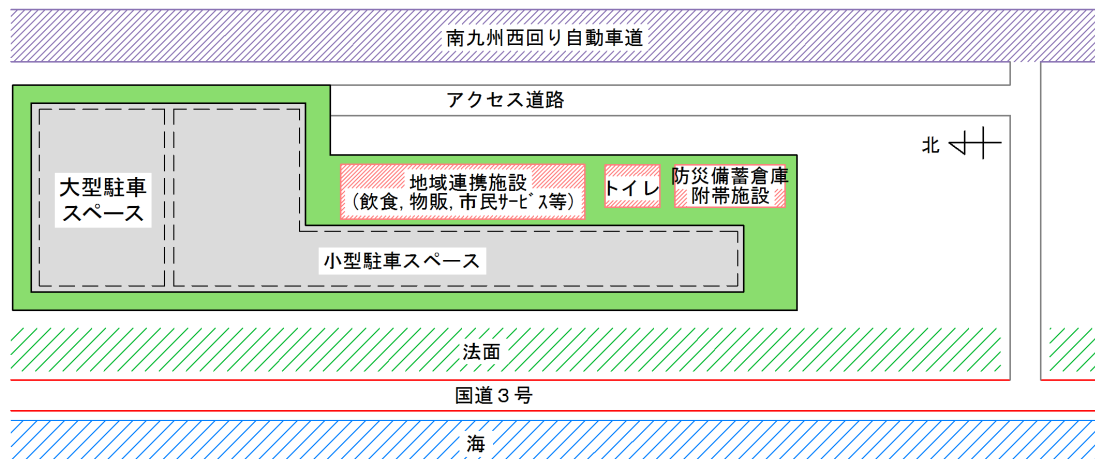 南九州西回り自動車道
アクセス道路
北
大型駐車
スペース
地域連携施設
(飲食,物販,市民ｻｰﾋﾞｽ等)
トイレ
防災備蓄倉庫
附帯施設
小型駐車スペース
法面
国道３号
海